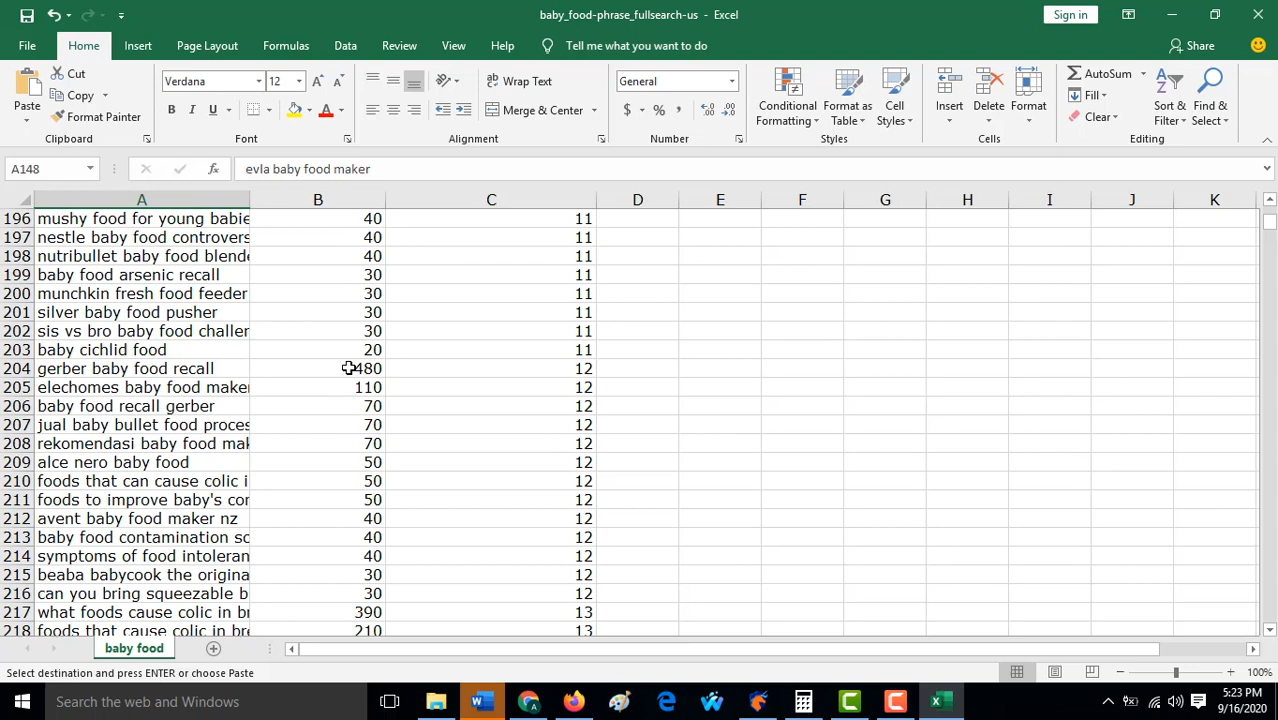 baby_food-phrase_fullsearch-us - Excel
Sign in
File Home Insert Page Layout Formulas Data Review View Help Tell me what you want to do Share
Cut
Copy
Format Painter
Paste
Clipboard
Verdana 12
B I U A
Font
Wrap Text
Merge & Center
Alignment
General
$ % ,
Number
Conditional Formatting
Format as Table
Cell Styles
Styles
Insert
Delete
Format
Cells
AutoSum
Fill
Clear
Sort & Filter
Find & Select
Editing
A148 fx evla baby food maker
A B C D E F G H I J K
196 mushy food for young babie 40 11
197 nestle baby food controvers 40 11
198 nutribullet baby food blende 40 11
199 baby food arsenic recall 30 11
200 munchkin fresh food feeder 30 11
201 silver baby food pusher 30 11
202 sis vs bro baby food challer 30 11
203 baby cichlid food 20 11
204 gerber baby food recall 480 12
205 elechomes baby food maker 110 12
206 baby food recall gerber 70 12
207 jual baby bullet food proces 70 12
208 rekomendasi baby food mak 70 12
209 alce nero baby food 50 12
210 foods that can cause colic i 50 12
211 foods to improve baby's cor 50 12
212 avent baby food maker nz 40 12
213 baby food contamination sc 40 12
214 symptoms of food intoleran 40 12
215 beaba babycook the origina 30 12
216 can you bring squeezable b 30 12
217 what foods cause colic in br 390 13
218 foods that cause colic in bre 210 13
baby food
Select destination and press ENTER or choose Paste
100%
Search the web and Windows
5:23 PM
9/16/2020